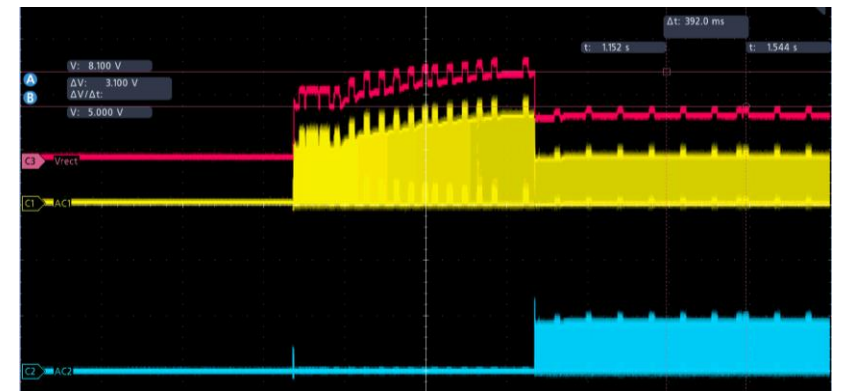 Δt: 392.0 ms
t: 1.152 s
t: 1.544 s
V: 8.100 V
A
ΔV: 3.100 V
ΔV/Δt:
B
V: 5.000 V
C3 Vrect
C1 AC1
C2 AC2